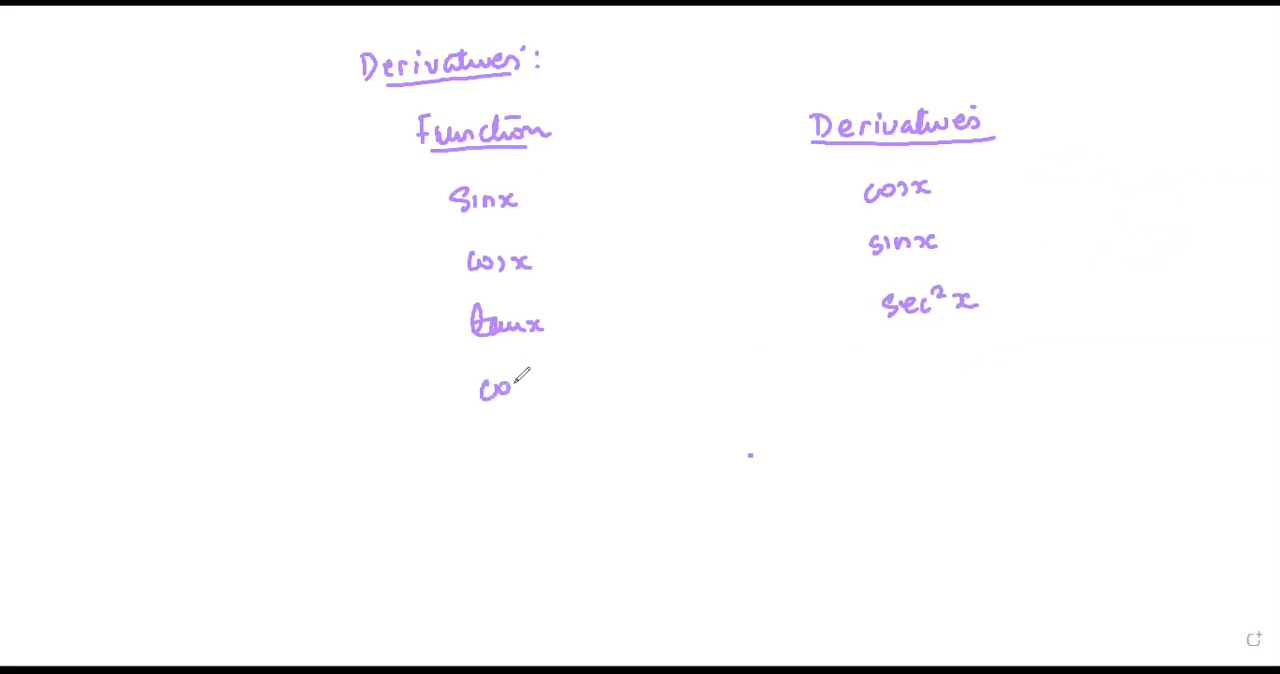 Derivatives:
Function Derivatives
Sinx cosx
cosx sinx
tanx sec²x
co